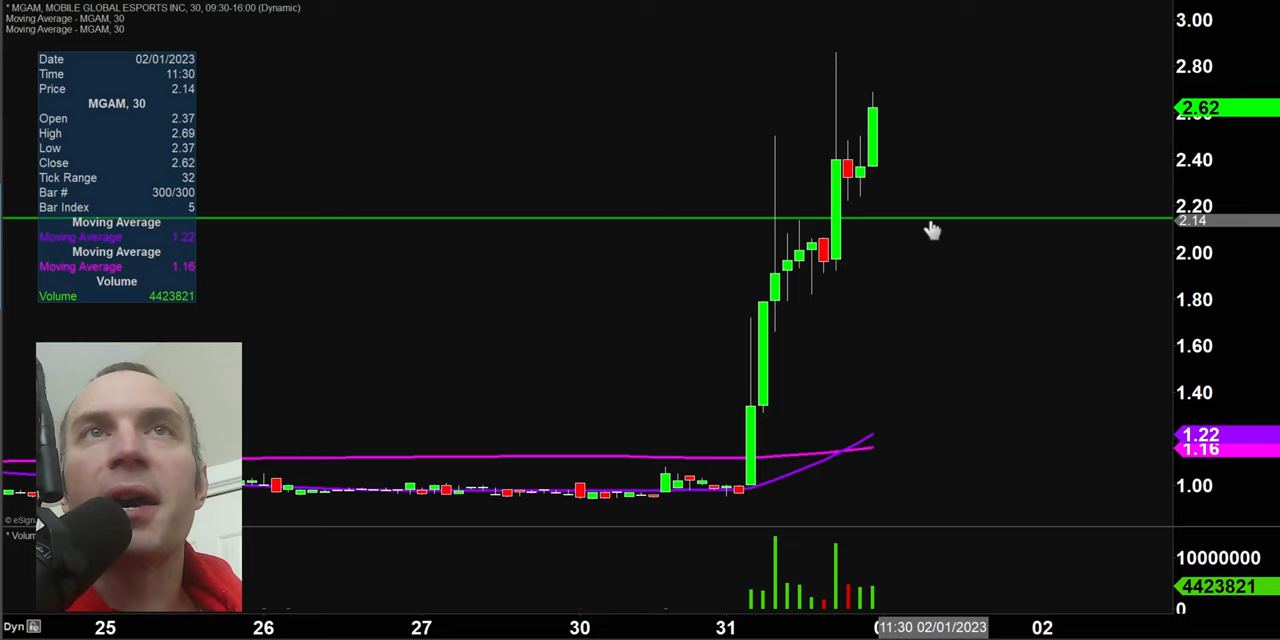 * MGAM, MOBILE GLOBAL ESPORTS INC, 30, 09:30-16:00 (Dynamic)
Moving Average - MGAM, 30
Moving Average - MGAM, 30
Date 02/01/2023
Time 11:30
Price 2.14
MGAM, 30
Open 2.37
High 2.69
Low 2.37
Close 2.62
Tick Range 32
Bar # 300/300
Bar Index 5
Moving Average
Moving Average 1.22
Moving Average
Moving Average 1.16
Volume
Volume 4423821
3.00
2.80
2.62
2.40
2.20
2.14
2.00
1.80
1.60
1.40
1.22
1.16
1.00
© eSign
* Volum
10000000
4423821
0
Dyn 25 26 27 30 31 11:30 02/01/2023 02